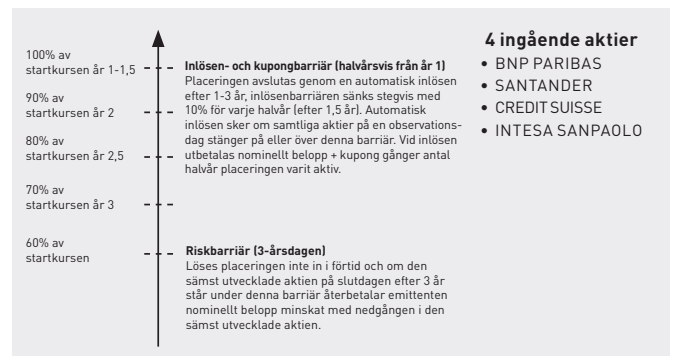 100% av
startkursen år 1-1,5
90% av
startkursen år 2
80% av
startkursen år 2,5
70% av
startkursen år 3
60% av
startkursen
Inlösen- och kupongbarriär (halvårsvis från år 1)
Placeringen avslutas genom en automatisk inlösen
efter 1-3 år, inlösenbarriären sänks stegvis med
10% för varje halvår (efter 1,5 år). Automatisk
inlösen sker om samtliga aktier på en observations-
dag stänger på eller över denna barriär. Vid inlösen
utbetalas nominellt belopp + kupong gånger antal
halvår placeringen varit aktiv.
Riskbarriär (3-årsdagen)
Löses placeringen inte in i förtid och om den
sämst utvecklade aktien på slutdagen efter 3 år
står under denna barriär återbetalar emittenten
nominellt belopp minskat med nedgången i den
sämst utvecklade aktien.
4 ingående aktier
• BNP PARIBAS
• SANTANDER
• CREDIT SUISSE
• INTESA SANPAOLO